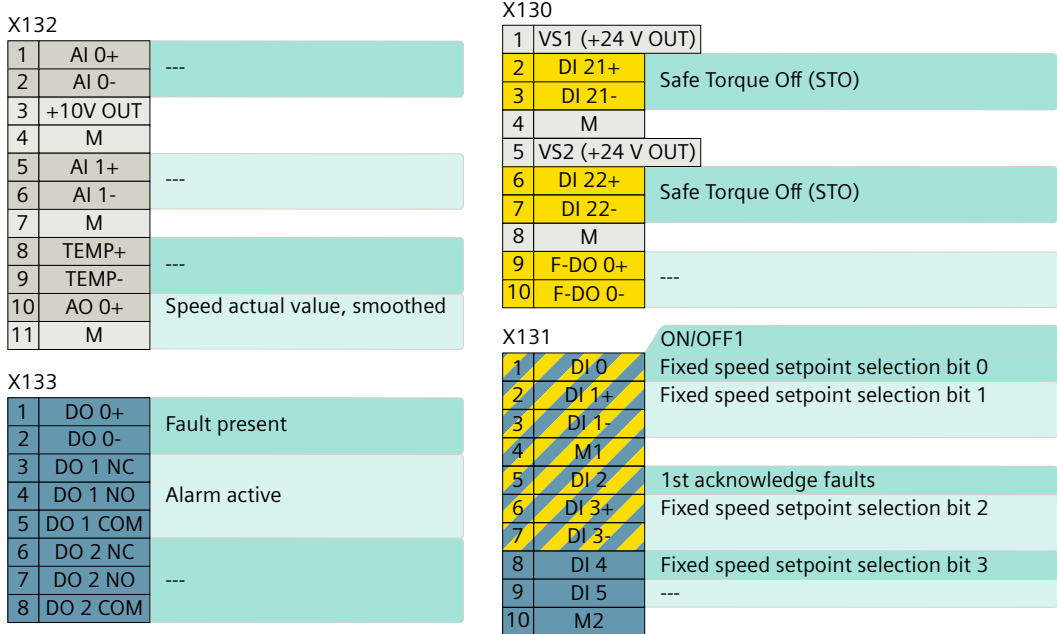 X132
1 AI 0+ ---
2 AI 0-
3 +10V OUT
4 M
5 AI 1+ ---
6 AI 1-
7 M
8 TEMP+ ---
9 TEMP-
10 AO 0+ Speed actual value, smoothed
11 M
X133
1 DO 0+ Fault present
2 DO 0-
3 DO 1 NC
4 DO 1 NO Alarm active
5 DO 1 COM
6 DO 2 NC
7 DO 2 NO ---
8 DO 2 COM
X130
1 VS1 (+24 V OUT)
2 DI 21+ Safe Torque Off (STO)
3 DI 21-
4 M
5 VS2 (+24 V OUT)
6 DI 22+ Safe Torque Off (STO)
7 DI 22-
8 M
9 F-DO 0+ ---
10 F-DO 0-
X131 ON/OFF1
1 DI 0 Fixed speed setpoint selection bit 0
2 DI 1+ Fixed speed setpoint selection bit 1
3 DI 1-
4 M1
5 DI 2 1st acknowledge faults
6 DI 3+ Fixed speed setpoint selection bit 2
7 DI 3-
8 DI 4 Fixed speed setpoint selection bit 3
9 DI 5 ---
10 M2